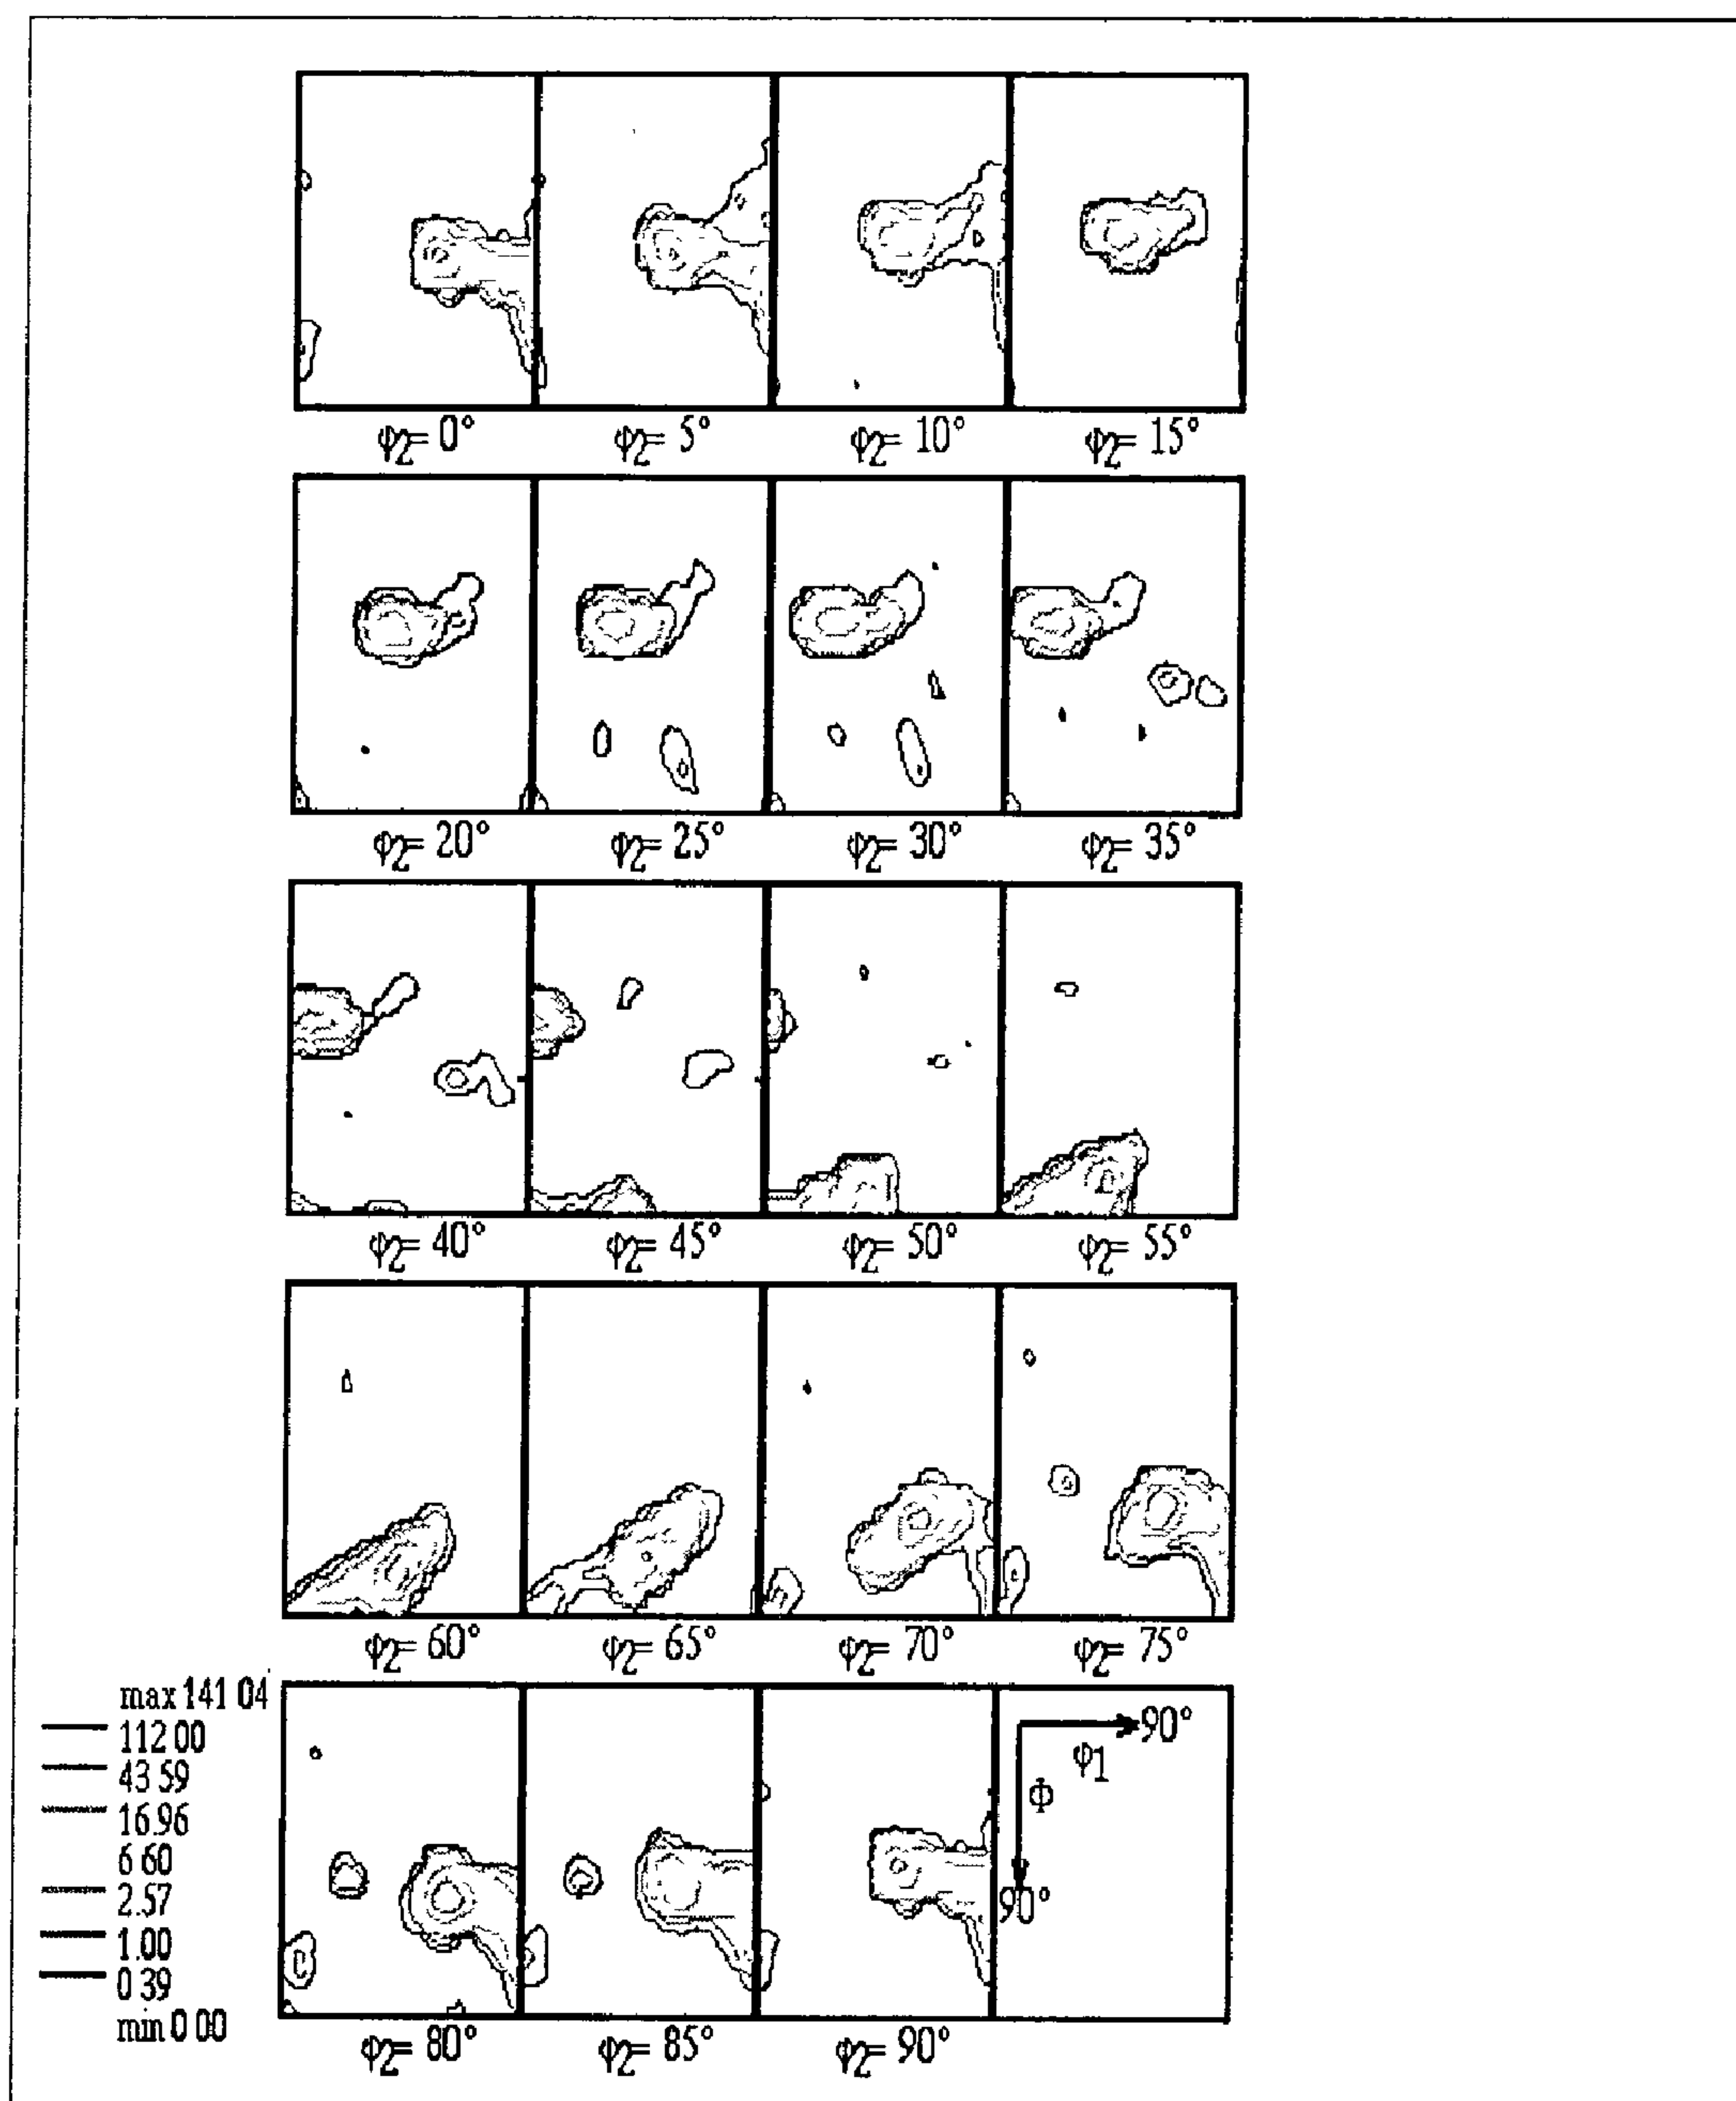 φ2= 0° φ2= 5° φ2= 10° φ2= 15°
φ2= 20° φ2= 25° φ2= 30° φ2= 35°
φ2= 40° φ2= 45° φ2= 50° φ2= 55°
φ2= 60° φ2= 65° φ2= 70° φ2= 75°
max 141 04
112 00
43 59
16.96
6 60
2.57
1.00
0 39
min 0 00
90°
φ1
Φ
90°
φ2= 80° φ2= 85° φ2= 90°